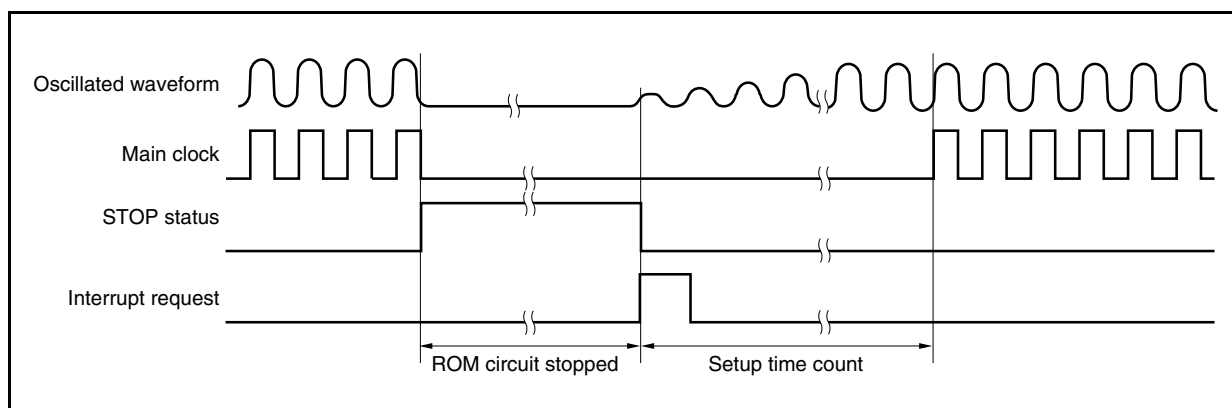 Oscillated waveform
Main clock
STOP status
Interrupt request
ROM circuit stopped
Setup time count